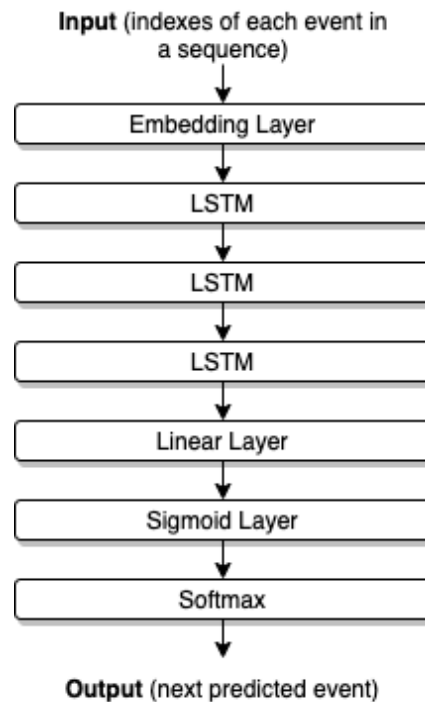 Input (indexes of each event in
a sequence)
Embedding Layer
LSTM
LSTM
LSTM
Linear Layer
Sigmoid Layer
Softmax
Output (next predicted event)